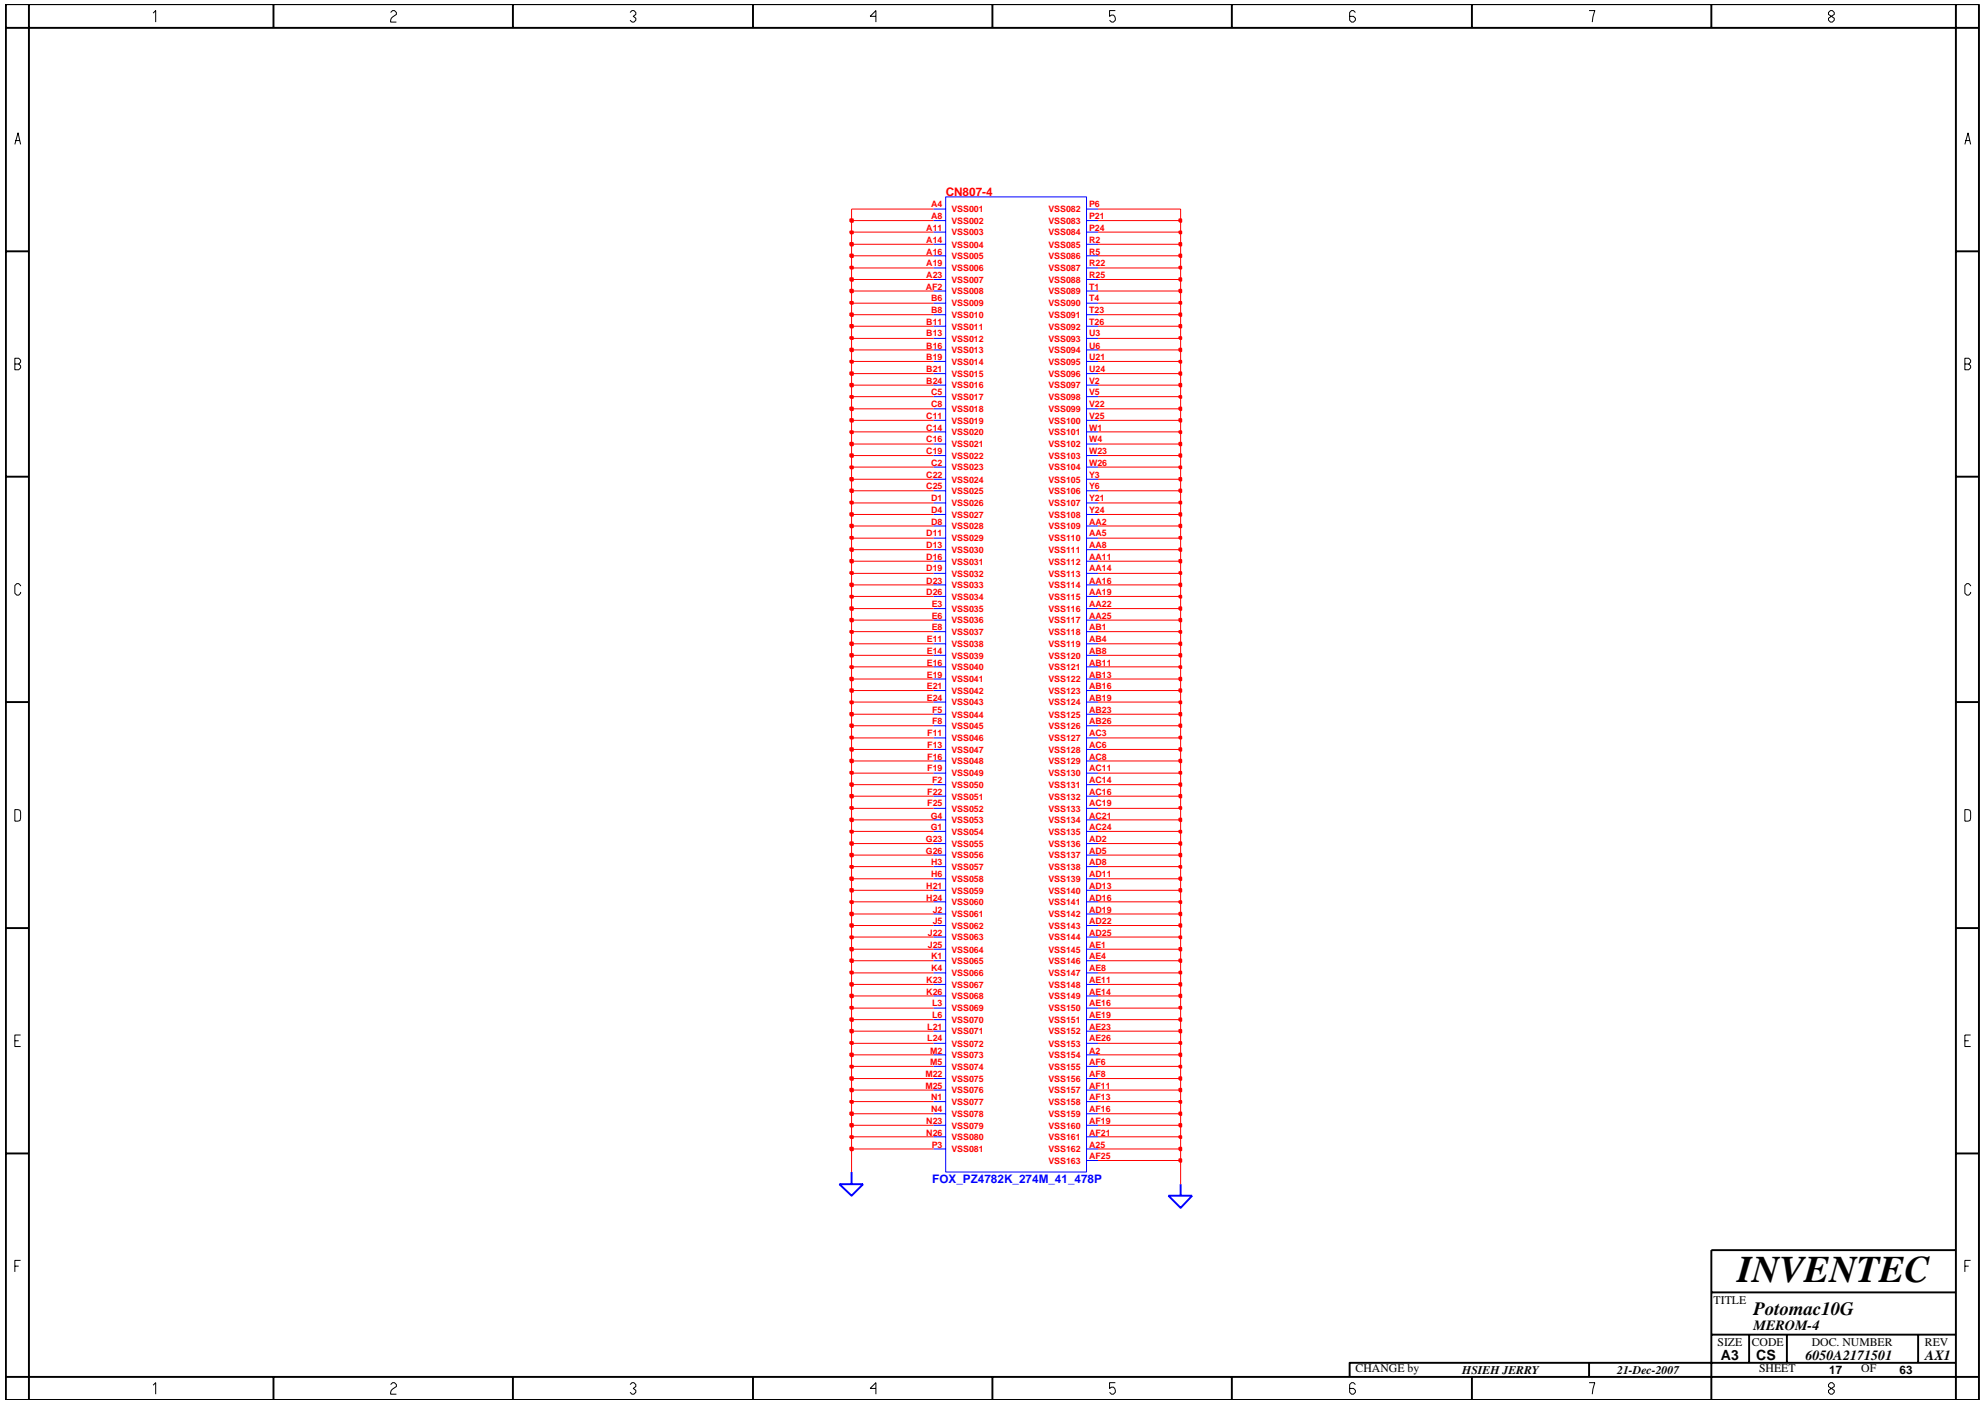 1 2 3 4 5 6 7 8
A A
B B
C C
D D
E E
F F
CN807-4
A4 VSS001 VSS082 P6
A8 VSS002 VSS083 P21
A11 VSS003 VSS084 P24
A14 VSS004 VSS085 R2
A16 VSS005 VSS086 R5
A19 VSS006 VSS087 R22
A23 VSS007 VSS088 R25
AF2 VSS008 VSS089 T1
B6 VSS009 VSS090 T4
B8 VSS010 VSS091 T23
B11 VSS011 VSS092 T26
B13 VSS012 VSS093 U3
B16 VSS013 VSS094 U6
B19 VSS014 VSS095 U21
B21 VSS015 VSS096 U24
B24 VSS016 VSS097 V2
C5 VSS017 VSS098 V5
C8 VSS018 VSS099 V22
C11 VSS019 VSS100 V25
C14 VSS020 VSS101 W1
C16 VSS021 VSS102 W4
C19 VSS022 VSS103 W23
C2 VSS023 VSS104 W26
C22 VSS024 VSS105 Y3
C25 VSS025 VSS106 Y6
D1 VSS026 VSS107 Y21
D4 VSS027 VSS108 Y24
D8 VSS028 VSS109 AA2
D11 VSS029 VSS110 AA5
D13 VSS030 VSS111 AA8
D16 VSS031 VSS112 AA11
D19 VSS032 VSS113 AA14
D23 VSS033 VSS114 AA16
D26 VSS034 VSS115 AA19
E3 VSS035 VSS116 AA22
E6 VSS036 VSS117 AA25
E8 VSS037 VSS118 AB1
E11 VSS038 VSS119 AB4
E14 VSS039 VSS120 AB8
E16 VSS040 VSS121 AB11
E19 VSS041 VSS122 AB13
E21 VSS042 VSS123 AB16
E24 VSS043 VSS124 AB19
F5 VSS044 VSS125 AB23
F8 VSS045 VSS126 AB26
F11 VSS046 VSS127 AC3
F13 VSS047 VSS128 AC6
F16 VSS048 VSS129 AC8
F19 VSS049 VSS130 AC11
F2 VSS050 VSS131 AC14
F22 VSS051 VSS132 AC16
F25 VSS052 VSS133 AC19
G4 VSS053 VSS134 AC21
G1 VSS054 VSS135 AC24
G23 VSS055 VSS136 AD2
G26 VSS056 VSS137 AD5
H3 VSS057 VSS138 AD8
H6 VSS058 VSS139 AD11
H21 VSS059 VSS140 AD13
H24 VSS060 VSS141 AD16
J2 VSS061 VSS142 AD19
J5 VSS062 VSS143 AD22
J22 VSS063 VSS144 AD25
J25 VSS064 VSS145 AE1
K1 VSS065 VSS146 AE4
K4 VSS066 VSS147 AE8
K23 VSS067 VSS148 AE11
K26 VSS068 VSS149 AE14
L3 VSS069 VSS150 AE16
L6 VSS070 VSS151 AE19
L21 VSS071 VSS152 AE23
L24 VSS072 VSS153 AE26
M2 VSS073 VSS154 A2
M5 VSS074 VSS155 AF6
M22 VSS075 VSS156 AF8
M25 VSS076 VSS157 AF11
N1 VSS077 VSS158 AF13
N4 VSS078 VSS159 AF16
N23 VSS079 VSS160 AF19
N26 VSS080 VSS161 AF21
P3 VSS081 VSS162 A25
VSS163 AF25
FOX_PZ4782K_274M_41_478P
INVENTEC
TITLE Potomac10G
MEROM-4
SIZE CODE DOC. NUMBER REV
A3 CS 6050A2171501 AX1
CHANGE by HSIEH JERRY 21-Dec-2007 SHEET 17 OF 63
1 2 3 4 5 6 7 8